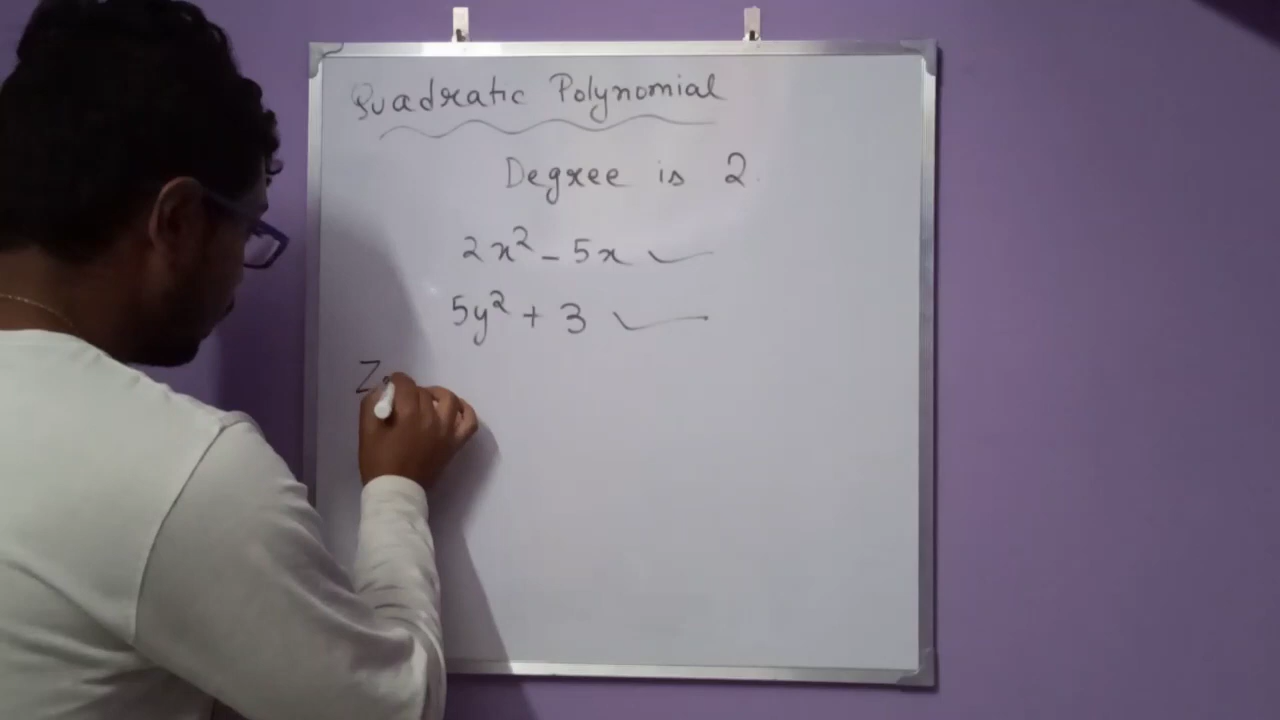 Quadratic Polynomial
Degree is 2
2x² - 5x ✓
5y² + 3 ✓